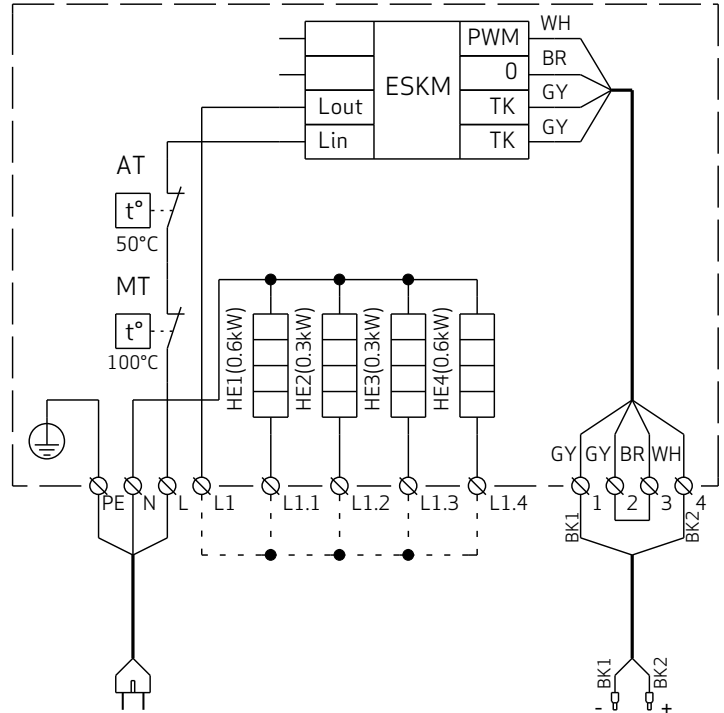 PWM WH
ESKM 0 BR
Lout TK GY
Lin TK GY
AT
t°
50°C
MT
t°
100°C
HE1(0.6kW)
HE2(0.3kW)
HE3(0.3kW)
HE4(0.6kW)
GY GY BR WH
PE N L L1 L1.1 L1.2 L1.3 L1.4 1 2 3 4
BK1 BK2
BK1 BK2
- +